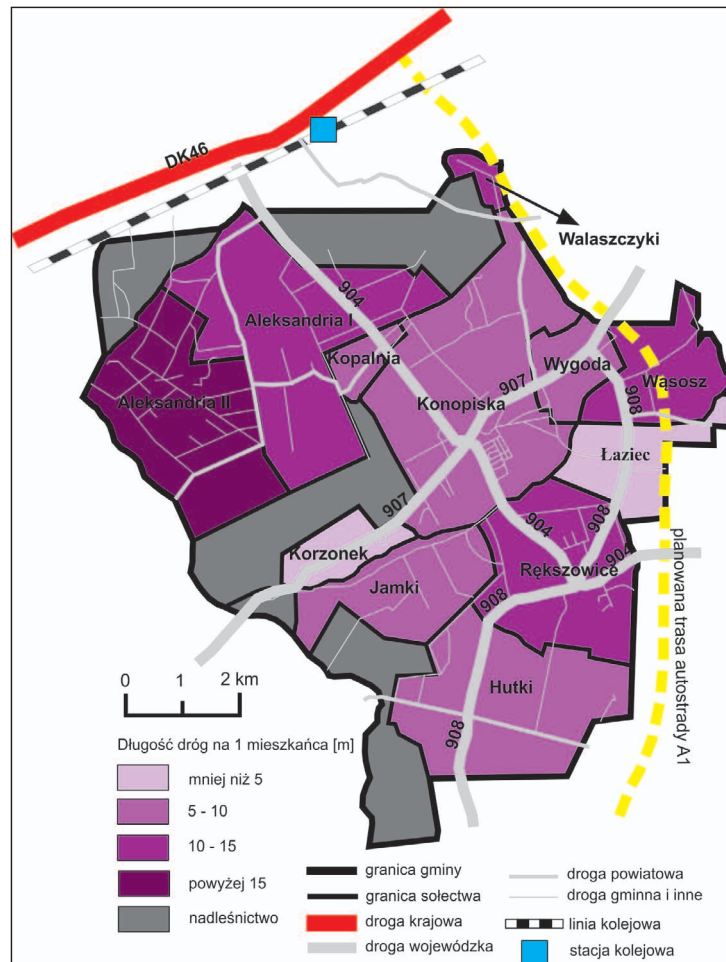 DK46
Walaszczyki
904
Aleksandria I
Kopalnia
907
Wygoda
Wąsosz
Aleksandria II
Konopiska
908
Łaziec
907
904
908
904
Korzonek
Rększowice
Jamki
908
planowana trasa autostrady A1
Hutki
908
0 1 2 km
Długość dróg na 1 mieszkańca [m]
mniej niż 5
5 - 10
10 - 15
powyżej 15
nadleśnictwo
granica gminy
granica sołectwa
droga krajowa
droga wojewódzka
droga powiatowa
droga gminna i inne
linia kolejowa
stacja kolejowa